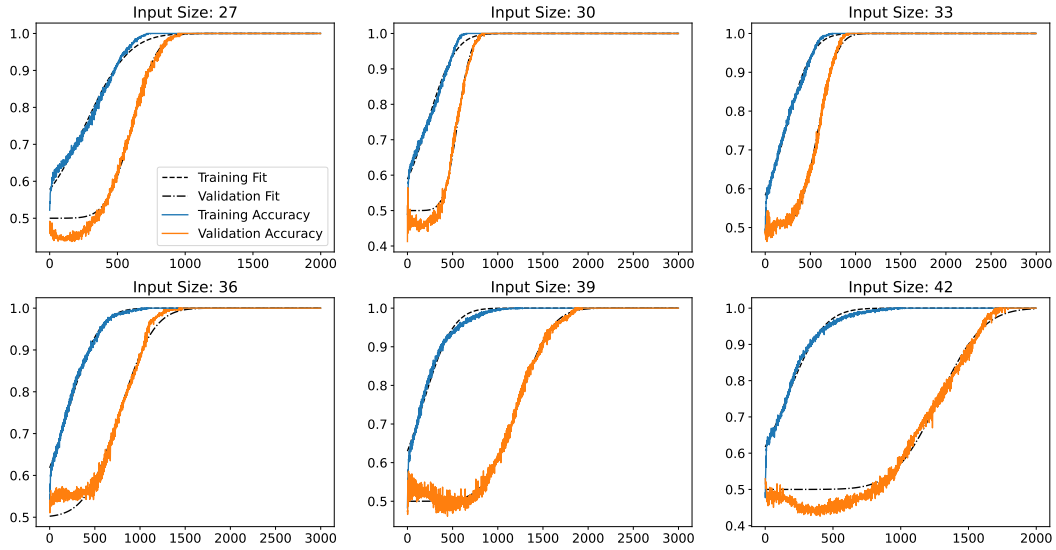 Input Size: 27
1.0
0.9
0.8
0.7
0.6
0.5
0 500 1000 1500 2000
Training Fit
Validation Fit
Training Accuracy
Validation Accuracy
Input Size: 30
1.0
0.9
0.8
0.7
0.6
0.5
0.4
0 500 1000 1500 2000 2500 3000
Input Size: 33
1.0
0.9
0.8
0.7
0.6
0.5
0 500 1000 1500 2000 2500 3000
Input Size: 36
1.0
0.9
0.8
0.7
0.6
0.5
0 500 1000 1500 2000 2500 3000
Input Size: 39
1.0
0.9
0.8
0.7
0.6
0.5
0 500 1000 1500 2000 2500 3000
Input Size: 42
1.0
0.9
0.8
0.7
0.6
0.5
0.4
0 500 1000 1500 2000